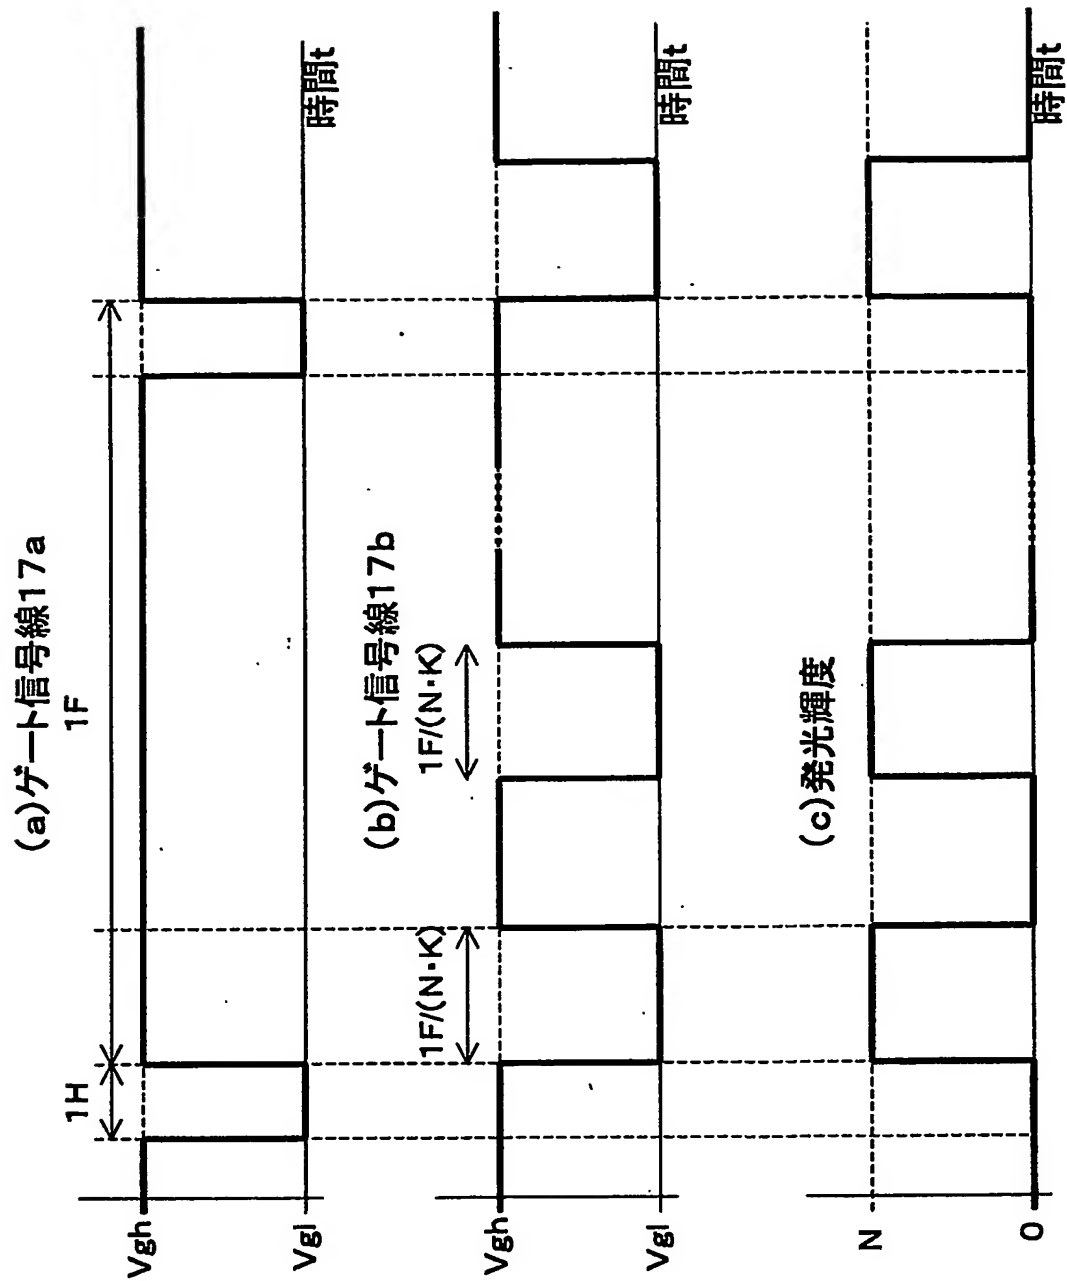 (a)ゲート信号線17a
1F
1H
Vgh
Vgl
時間t
(b)ゲート信号線17b
1F/(N·K)
1F/(N·K)
Vgh
Vgl
時間t
(c)発光輝度
N
0
時間t